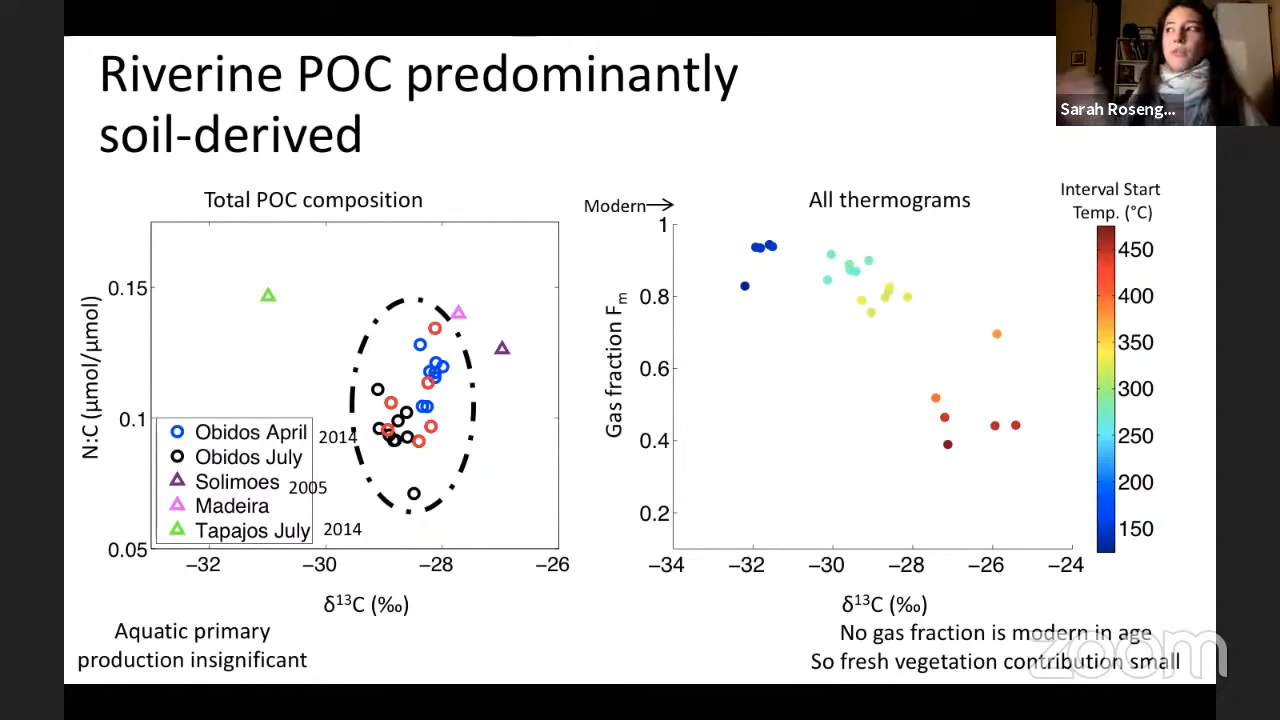 Riverine POC predominantly
soil-derived
Sarah Roseng...
Total POC composition
N:C (μmol/μmol)
0.15
0.1
0.05
−32
−30
−28
−26
δ¹³C (‰)
Obidos April 2014
Obidos July
Solimoes 2005
Madeira
Tapajos July 2014
Aquatic primary
production insignificant
Modern→
All thermograms
Gas fraction Fₘ
1
0.8
0.6
0.4
0.2
−34
−32
−30
−28
−26
−24
δ¹³C (‰)
Interval Start
Temp. (°C)
450
400
350
300
250
200
150
No gas fraction is modern in age
So fresh vegetation contribution small
zoom